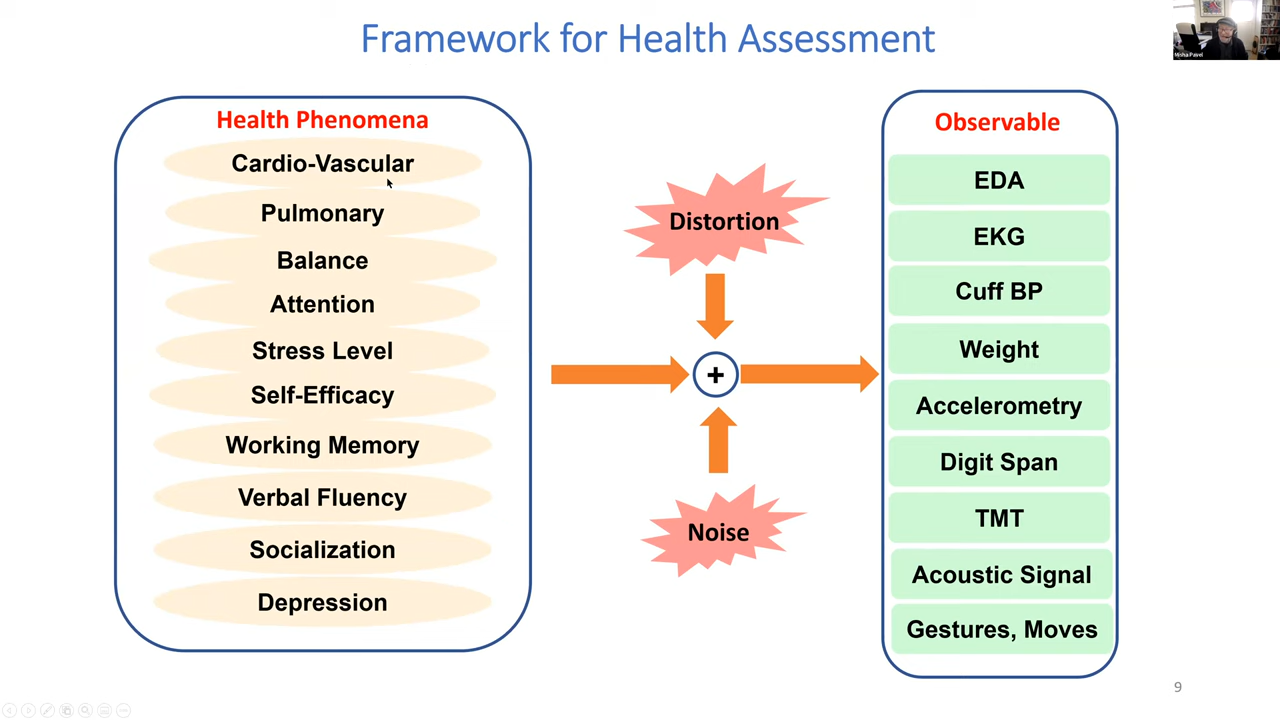 Framework for Health Assessment
Misha Pavel
Health Phenomena
Cardio-Vascular
Pulmonary
Balance
Attention
Stress Level
Self-Efficacy
Working Memory
Verbal Fluency
Socialization
Depression
Distortion
+
Noise
Observable
EDA
EKG
Cuff BP
Weight
Accelerometry
Digit Span
TMT
Acoustic Signal
Gestures, Moves
9